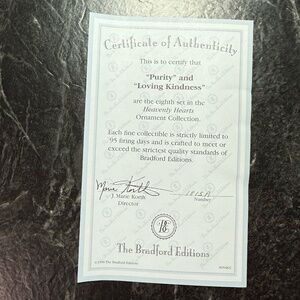 Certificate of Authenticity
This is to certify that
"Purity" and
"Loving Kindness"
are the eighth set in the
Heavenly Hearts
Ornament Collection.
Each fine collectible is strictly limited to
95 firing days and is crafted to meet or
exceed the strictest quality standards of
Bradford Editions.
J. Marie Korth
Director
Number
The Bradford Editions